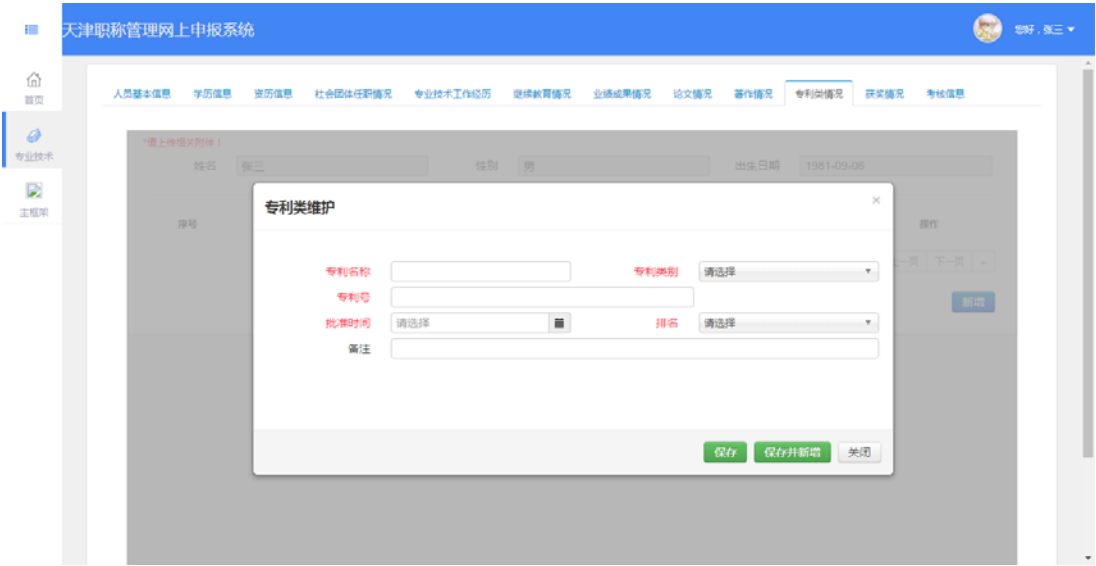 天津职称管理网上申报系统
您好，张三
首页
专业技术
主框架
人员基本信息 学历信息 资历信息 社会团体任职情况 专业技术工作经历 继续教育情况 业绩成果情况 论文情况 著作情况 专利类情况 获奖情况 考核信息
*请上传相关附件！
姓名 张三 性别 男 出生日期 1981-09-06
序号 操作
专利类维护 ×
专利名称 专利类别 请选择
一页 下一页 »
专利号
新增
批准时间 请选择 排名 请选择
备注
保存 保存并新增 关闭